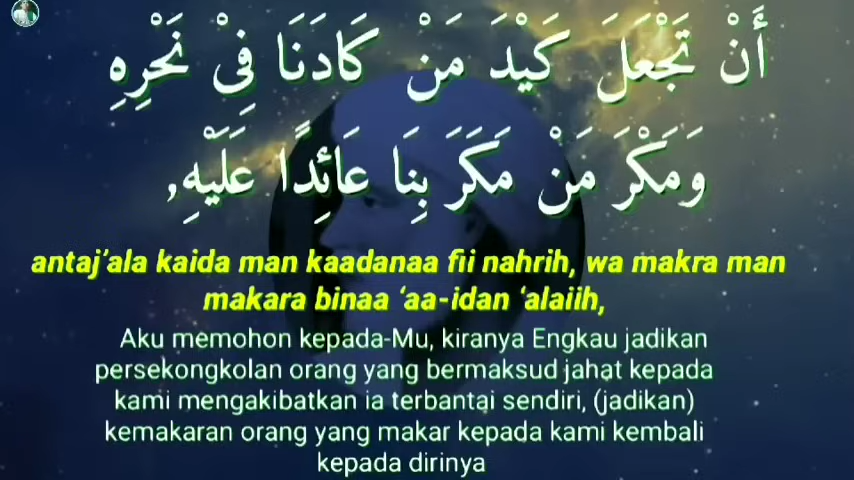 أَنْ تَجْعَلَ كَيْدَ مَنْ كَادَنَا فِيْ نَحْرِهِ
وَمَكْرَ مَنْ مَكَرَ بِنَا عَائِدًا عَلَيْهِ,
antaj'ala kaida man kaadanaa fii nahrih, wa makra man
makara binaa ‘aa-idan ‘alaiih,
Aku memohon kepada-Mu, kiranya Engkau jadikan
persekongkolan orang yang bermaksud jahat kepada
kami mengakibatkan ia terbantai sendiri, (jadikan)
kemakaran orang yang makar kepada kami kembali
kepada dirinya